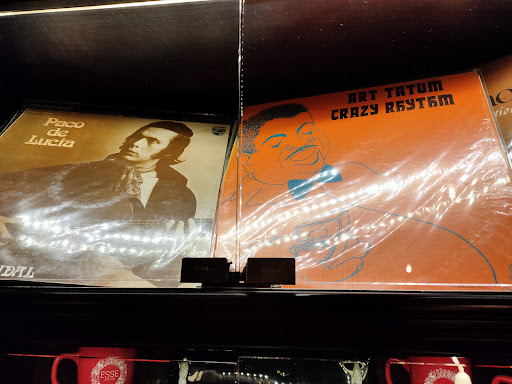 Paco
de
Lucia
ART TATUM
CRAZY RHYTHM
ESSE